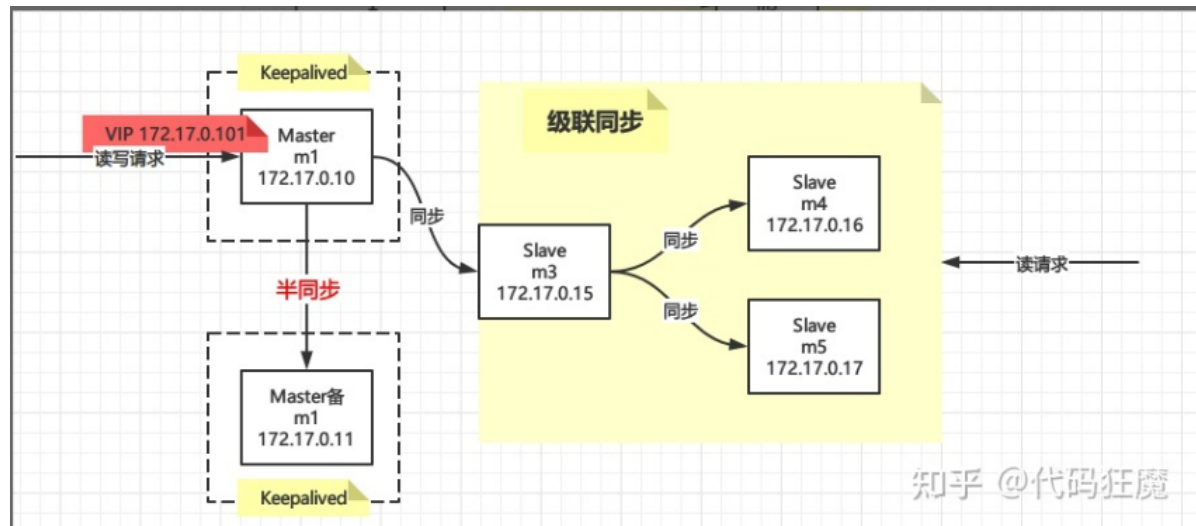 Keepalived
VIP 172.17.0.101
读写请求
Master
m1
172.17.0.10
半同步
Master备
m1
172.17.0.11
Keepalived
同步
级联同步
Slave
m3
172.17.0.15
同步
同步
Slave
m4
172.17.0.16
Slave
m5
172.17.0.17
读请求
知乎 @代码狂魔